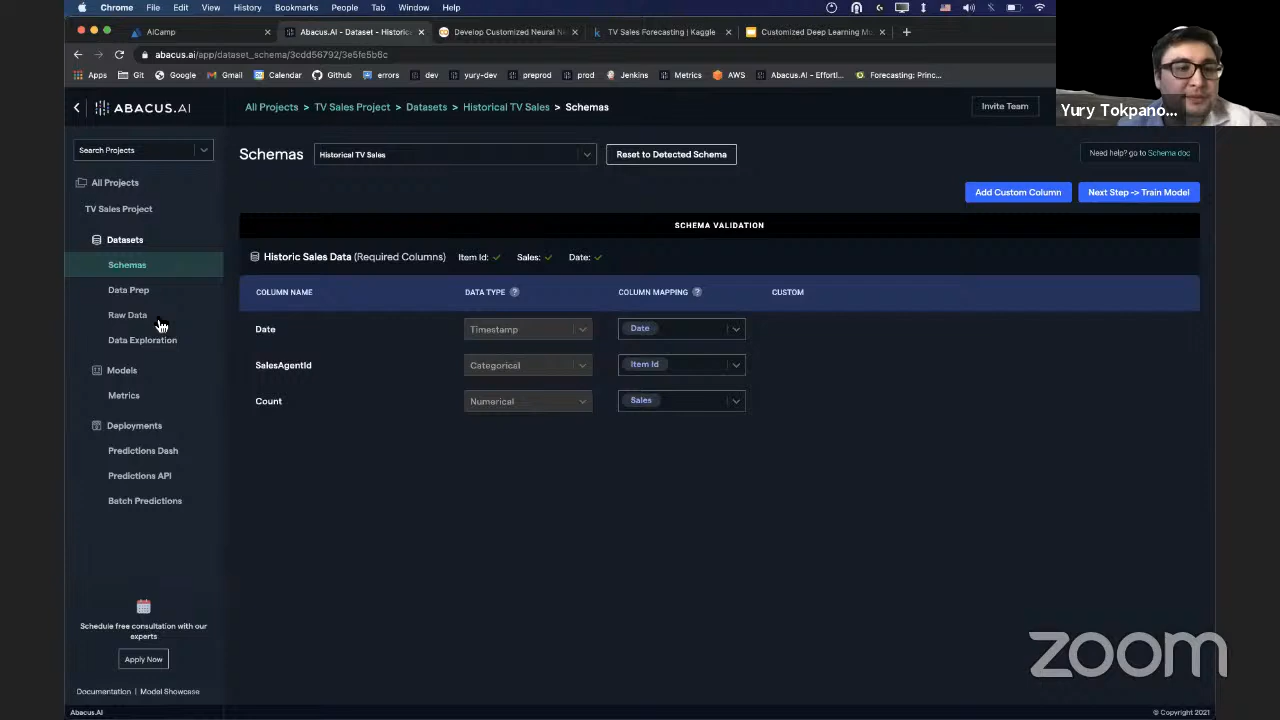 Chrome File Edit View History Bookmarks People Tab Window Help
AICamp
Abacus.AI - Dataset - Historic
Develop Customized Neural N
TV Sales Forecasting | Kaggle
Customized Deep Learning M
abacus.ai/app/dataset_schema/3cdd56792/3e5fe5b6c
Apps Git Google Gmail Calendar Github errors dev yury-dev preprod prod Jenkins Metrics AWS Abacus.AI - Effortl... Forecasting: Princ...
Yury Tokpano...
ABACUS.AI
All Projects > TV Sales Project > Datasets > Historical TV Sales > Schemas
Invite Team
Search Projects
Schemas
Historical TV Sales
Reset to Detected Schema
Need help? go to Schema doc
All Projects
TV Sales Project
Datasets
Schemas
Data Prep
Raw Data
Data Exploration
Models
Metrics
Deployments
Predictions Dash
Predictions API
Batch Predictions
Add Custom Column
Next Step -> Train Model
SCHEMA VALIDATION
Historic Sales Data (Required Columns) Item Id: Sales: Date:
COLUMN NAME DATA TYPE ? COLUMN MAPPING ? CUSTOM
Date Timestamp Date
SalesAgentId Categorical Item Id
Count Numerical Sales
Schedule free consultation with our
experts
Apply Now
Documentation | Model Showcase
Abacus.AI
© Copyright 2021
zoom